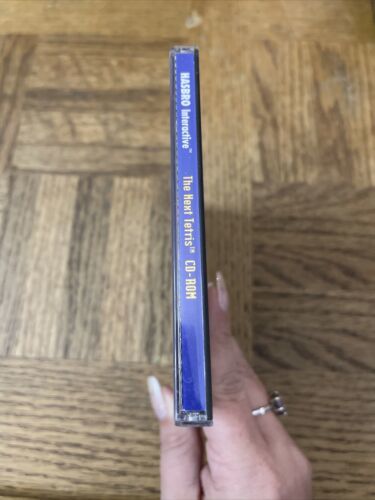 HASBRO Interactive™ The Next Tetris™ CD-ROM